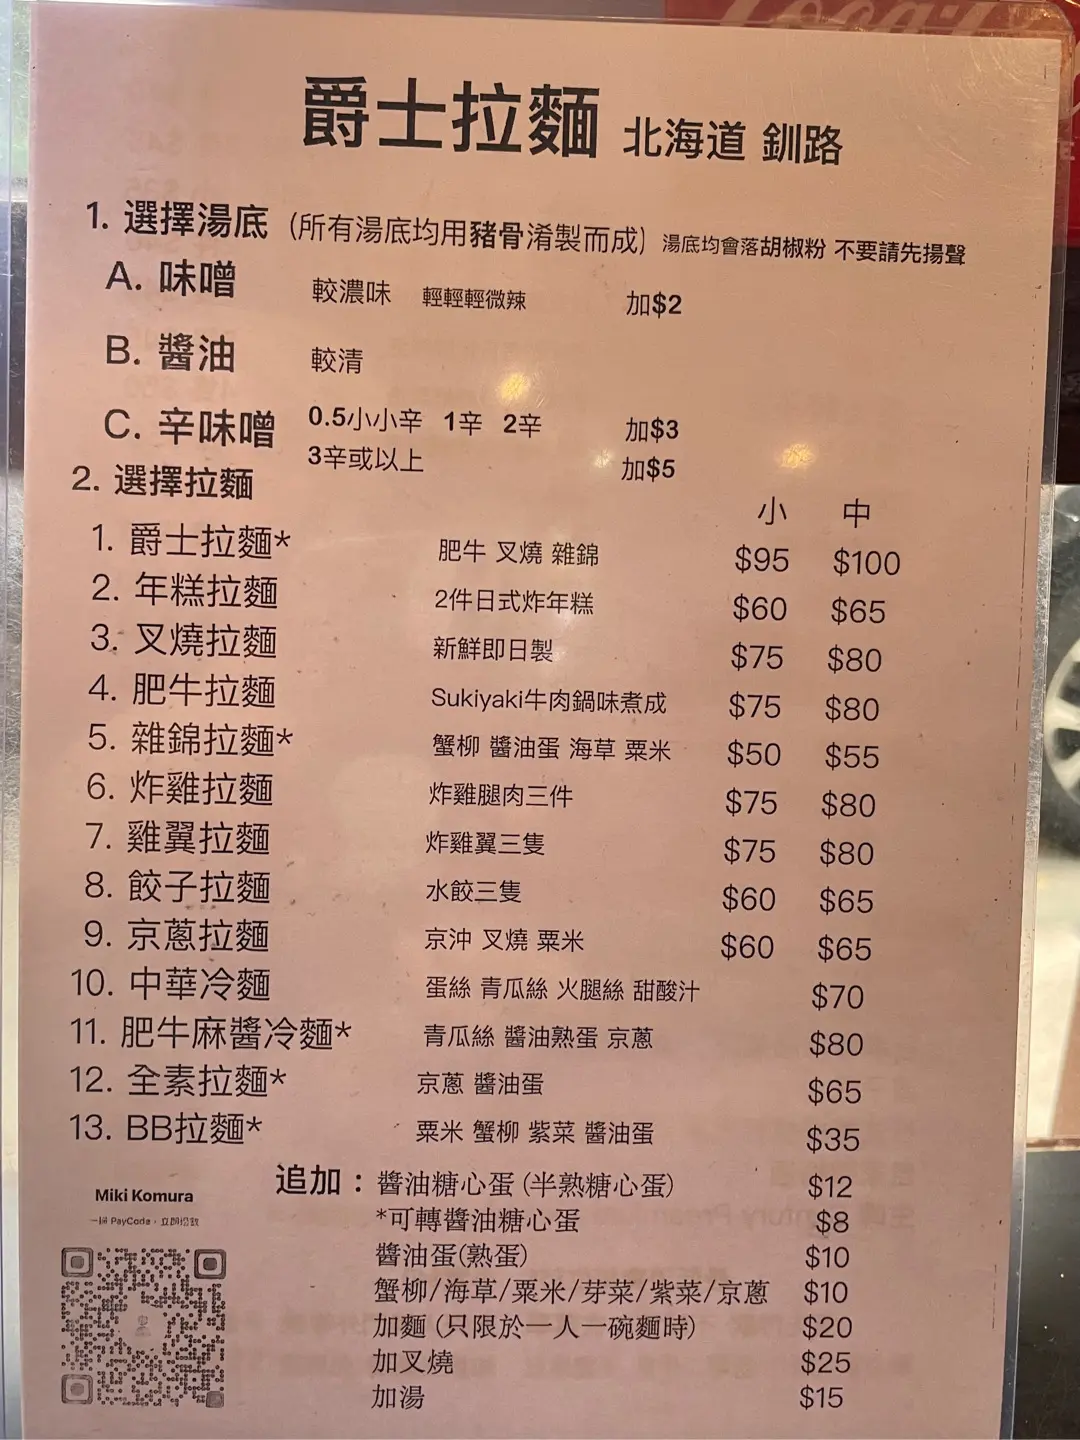 爵士拉麵 北海道 釧路
1. 選擇湯底 (所有湯底均用豬骨淆製而成) 湯底均會落胡椒粉 不要請先揚聲
A. 味噌 較濃味 輕輕輕微辣 加$2
B. 醬油 較清
C. 辛味噌 0.5小小辛 1辛 2辛 加$3
3辛或以上 加$5
2. 選擇拉麵
小 中
1. 爵士拉麵* 肥牛 叉燒 雜錦 $95 $100
2. 年糕拉麵 2件日式炸年糕 $60 $65
3. 叉燒拉麵 新鮮即日製 $75 $80
4. 肥牛拉麵 Sukiyaki牛肉鍋味煮成 $75 $80
5. 雜錦拉麵* 蟹柳 醬油蛋 海草 粟米 $50 $55
6. 炸雞拉麵 炸雞腿肉三件 $75 $80
7. 雞翼拉麵 炸雞翼三隻 $75 $80
8. 餃子拉麵 水餃三隻 $60 $65
9. 京蔥拉麵 京沖 叉燒 粟米 $60 $65
10. 中華冷麵 蛋絲 青瓜絲 火腿絲 甜酸汁 $70
11. 肥牛麻醬冷麵* 青瓜絲 醬油熟蛋 京蔥 $80
12. 全素拉麵* 京蔥 醬油蛋 $65
13. BB拉麵* 粟米 蟹柳 紫菜 醬油蛋 $35
追加：醬油糖心蛋 (半熟糖心蛋) $12
*可轉醬油糖心蛋 $8
醬油蛋(熟蛋) $10
蟹柳/海草/粟米/芽菜/紫菜/京蔥 $10
加麵 (只限於一人一碗麵時) $20
加叉燒 $25
加湯 $15
Miki Komura
一掃 PayCode，立即付款